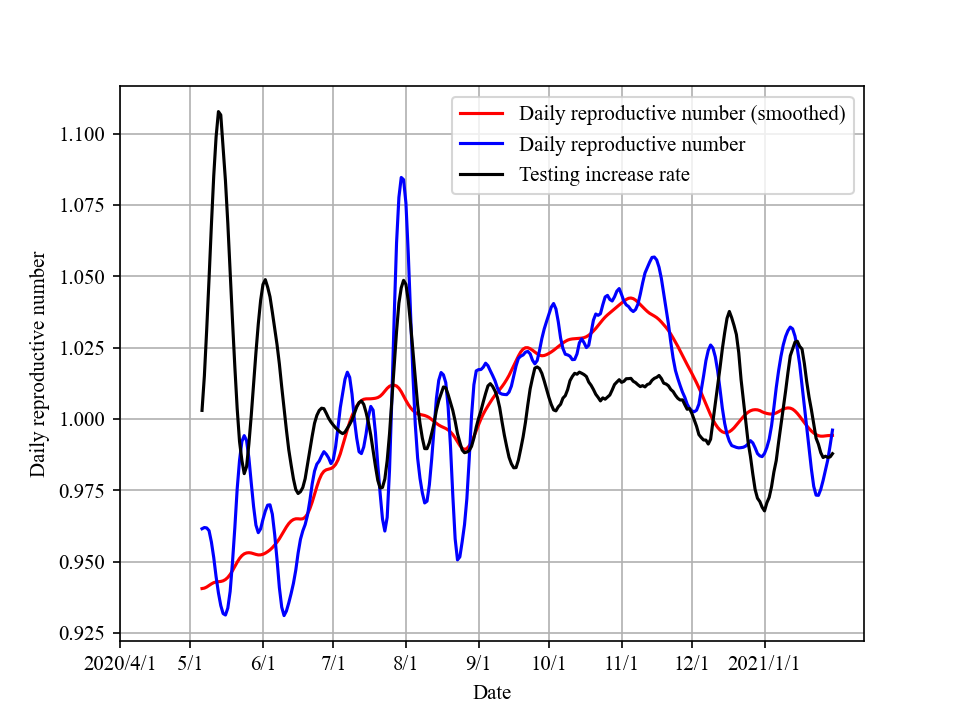 Daily reproductive number (smoothed)
Daily reproductive number
Testing increase rate
Daily reproductive number
1.100
1.075
1.050
1.025
1.000
0.975
0.950
0.925
2020/4/1 5/1 6/1 7/1 8/1 9/1 10/1 11/1 12/1 2021/1/1
Date